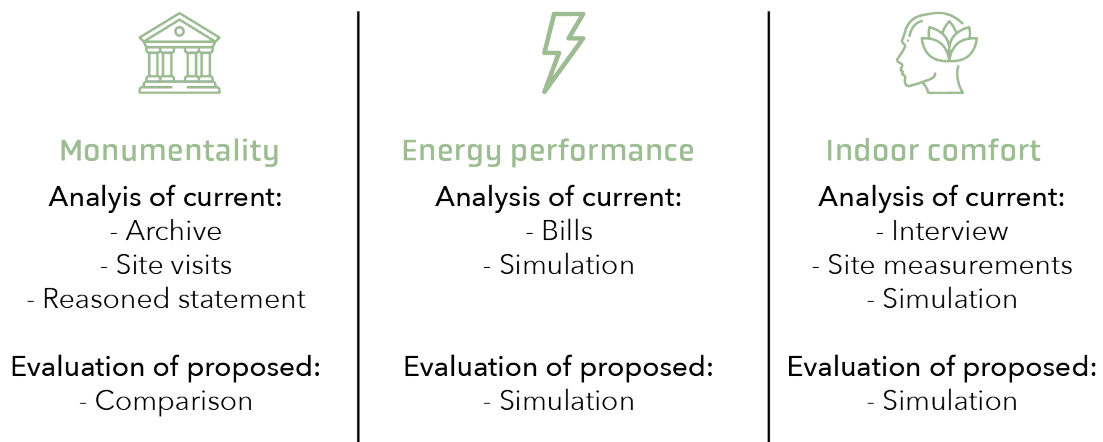 Monumentality
Analyis of current:
- Archive
- Site visits
- Reasoned statement
Evaluation of proposed:
- Comparison
Energy performance
Analysis of current:
- Bills
- Simulation
Evaluation of proposed:
- Simulation
Indoor comfort
Analysis of current:
- Interview
- Site measurements
- Simulation
Evaluation of proposed:
- Simulation